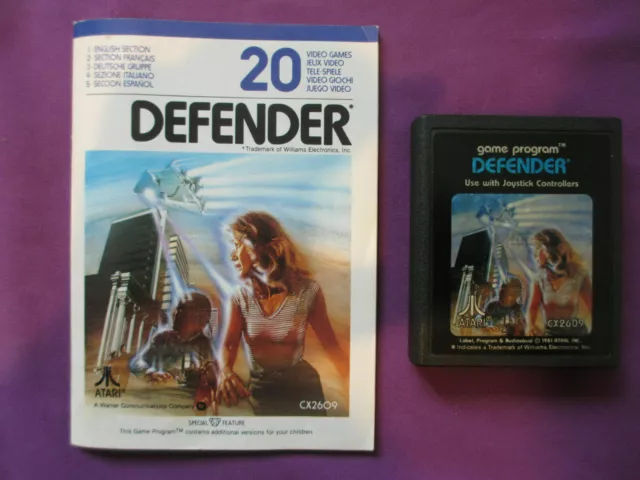 1- ENGLISH SECTION
2- SECTION FRANÇAIS
3- DEUTSCHE GRUPPE
4- SEZIONE ITALIANO
5- SECCION ESPAÑOL
20
VIDEO GAMES
JEUX VIDEO
TELE-SPIELE
VIDEO GIOCHI
JUEGO VIDEO
DEFENDER*
* Trademark of Williams Electronics, Inc.
ATARI®
A Warner Communications Company
CX2609
SPECIAL FEATURE
This Game Program™ contains additional versions for your children.
game program™
DEFENDER*
Use with Joystick Controllers
ATARI®
CX2609
Label, Program & Audiovisual © 1981 ATARI, INC.
* Indicates a Trademark of Williams Electronics, Inc.